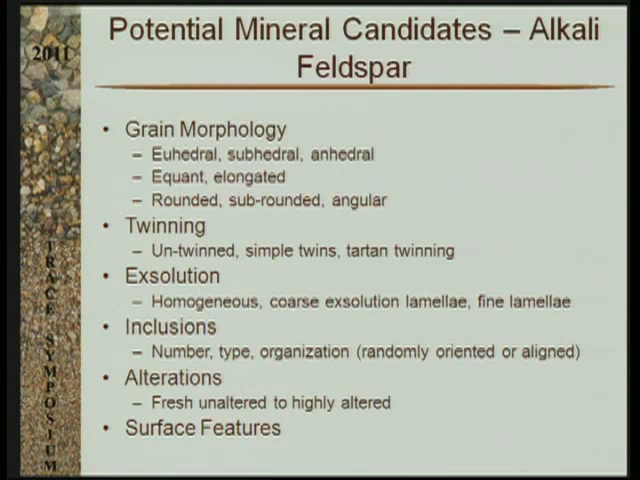 2011
Potential Mineral Candidates – Alkali
Feldspar
• Grain Morphology
– Euhedral, subhedral, anhedral
– Equant, elongated
– Rounded, sub-rounded, angular
• Twinning
– Un-twinned, simple twins, tartan twinning
• Exsolution
– Homogeneous, coarse exsolution lamellae, fine lamellae
• Inclusions
– Number, type, organization (randomly oriented or aligned)
• Alterations
– Fresh unaltered to highly altered
• Surface Features
TRACE SYMPOSIUM